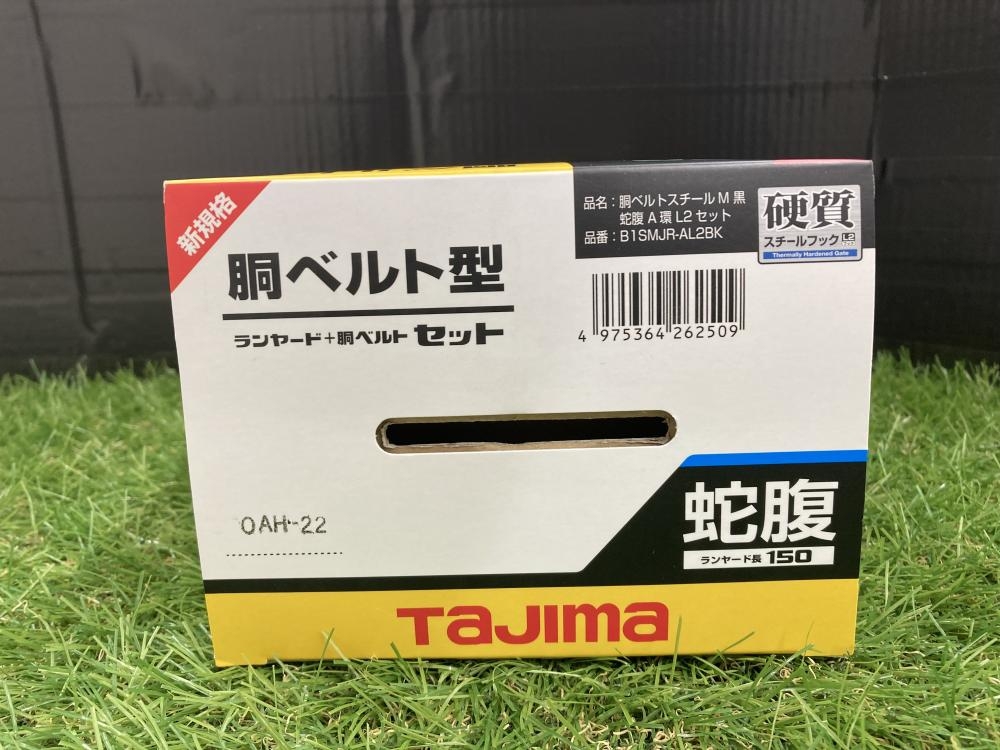 新規格
胴ベルト型
ランヤード+胴ベルト セット
品名：胴ベルトスチール M 黒
蛇腹 A 環 L2 セット
品番：B1SMJR-AL2BK
硬質
スチールフック L2
Thermally Hardened Gate
4 975364 262509
OAH-22
蛇腹
ランヤード長 150
TAJIMA